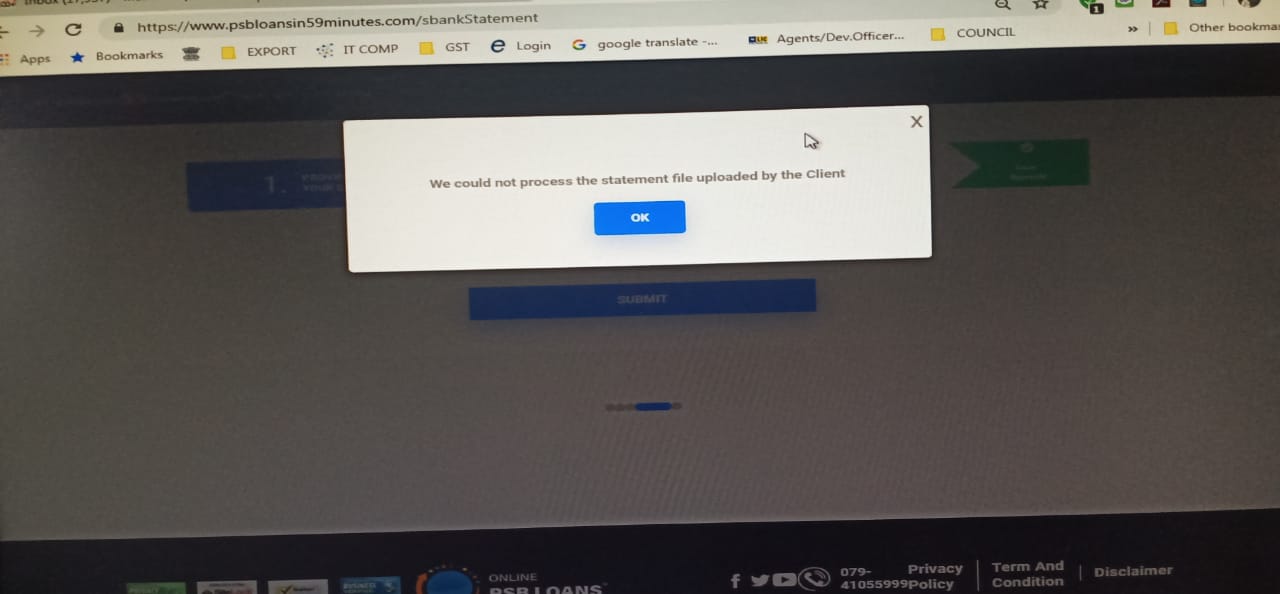 https://www.psbloansin59minutes.com/sbankStatement
Apps
Bookmarks
EXPORT
IT COMP
GST
Login
google translate -...
Agents/Dev.Officer...
COUNCIL
»
Other bookma
X
1.
We could not process the statement file uploaded by the Client
OK
SUBMIT
ONLINE
PSB LOANS
079-
41055999
Privacy
Policy
Term And
Condition
Disclaimer